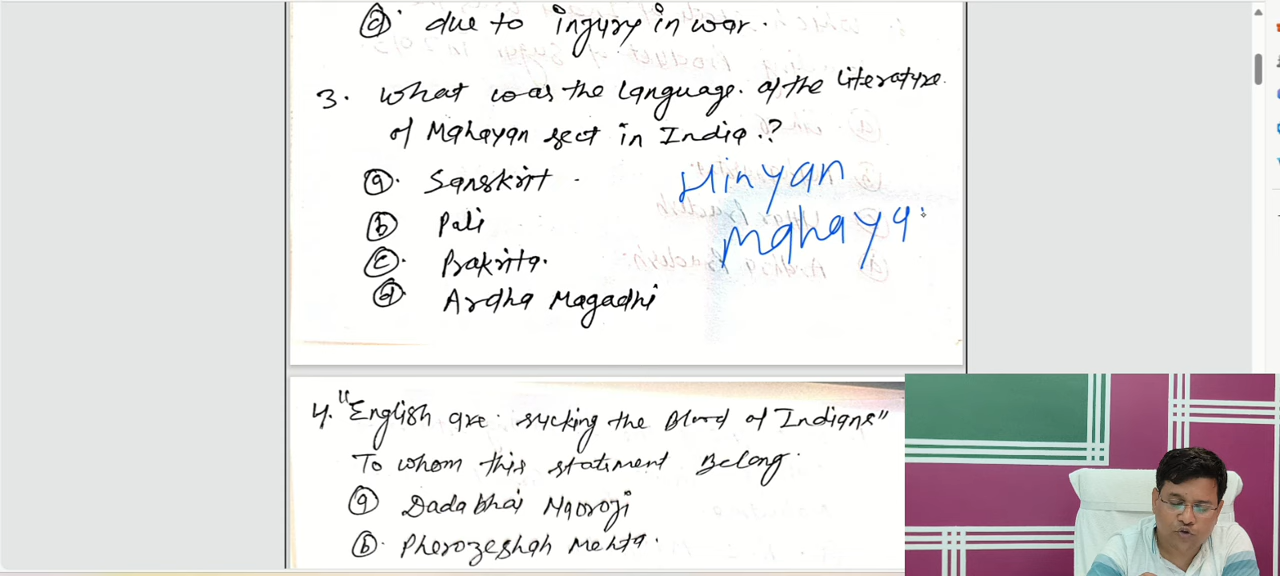 (d). due to ingury in war.
3. What was the language. of the literature.
of Mahayan sect in India.?
(a). Sanskrit.
Hinyan
(b) Pali
Mahaya
(c). Prakrita.
(d). Ardha Magadhi
4. "English are. sucking the Blood of Indians"
To whom this statiment Belong.
(a) Dadabhai Naoroji
(b). Pherozeshah Mehta.